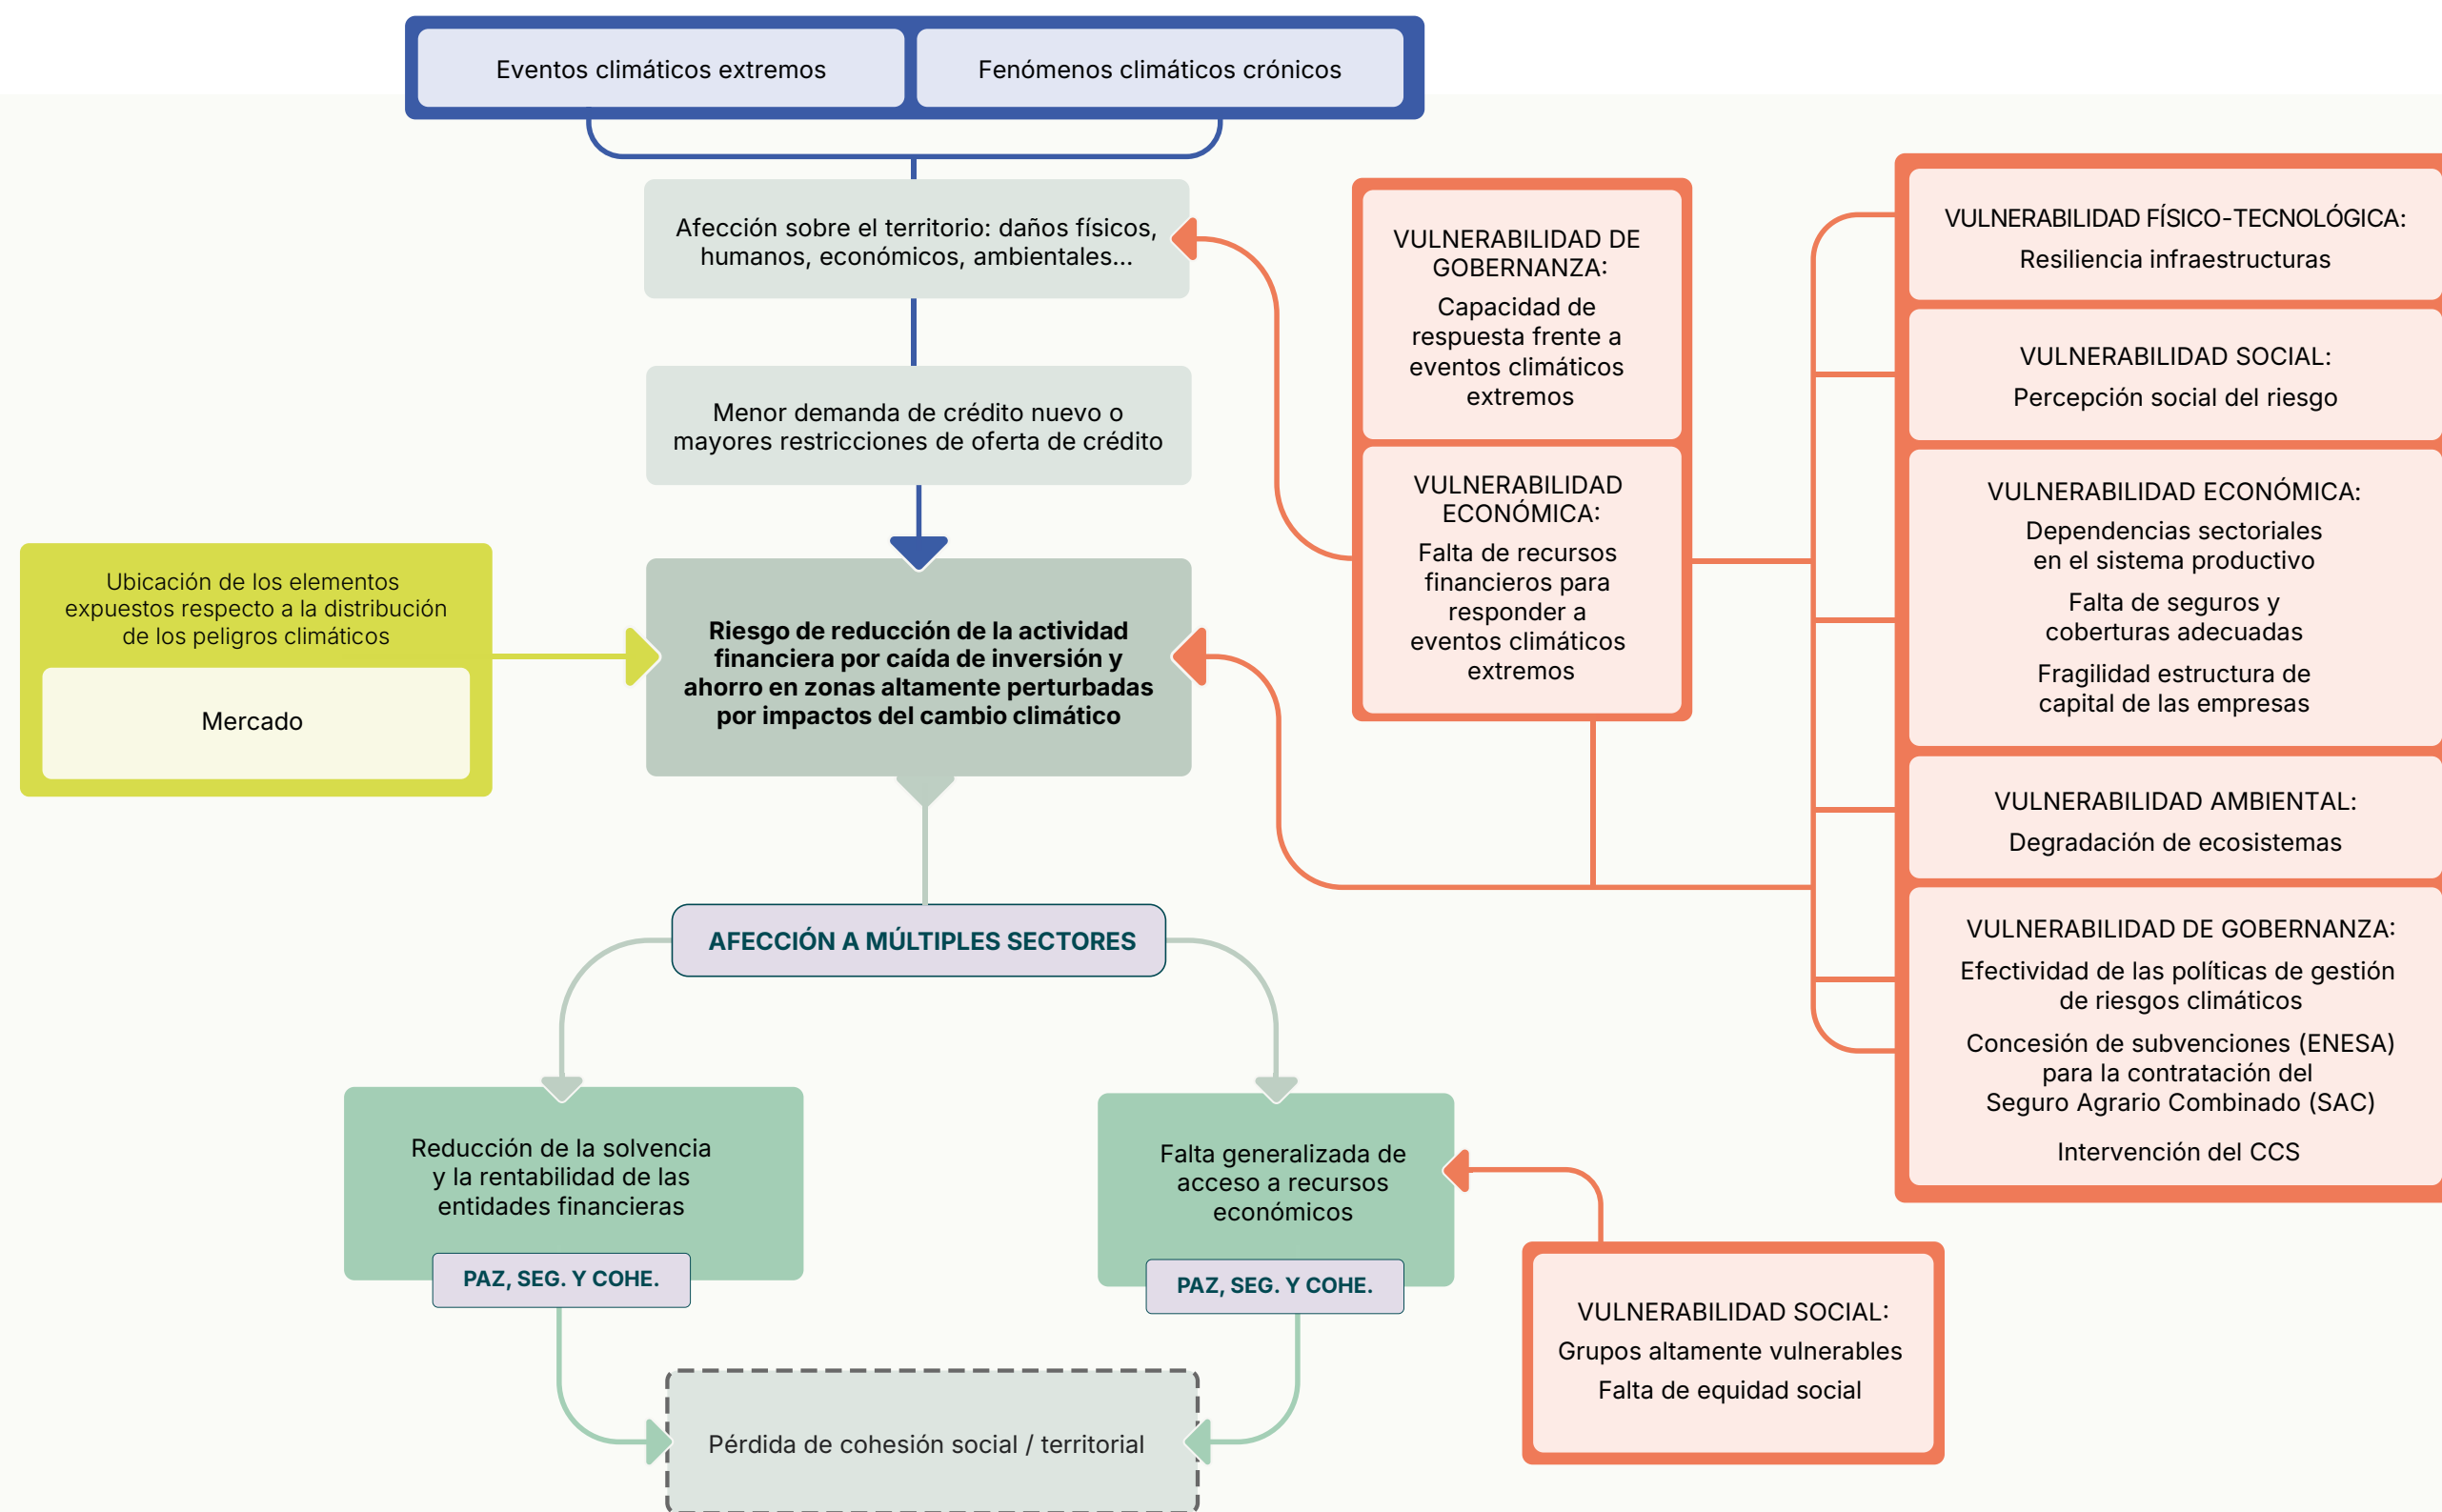 Eventos climáticos extremos
Fenómenos climáticos crónicos
Afección sobre el territorio: daños físicos,
humanos, económicos, ambientales...
Menor demanda de crédito nuevo o
mayores restricciones de oferta de crédito
Ubicación de los elementos
expuestos respecto a la distribución
de los peligros climáticos
Mercado
Riesgo de reducción de la actividad
financiera por caída de inversión y
ahorro en zonas altamente perturbadas
por impactos del cambio climático
VULNERABILIDAD DE
GOBERNANZA:
Capacidad de
respuesta frente a
eventos climáticos
extremos
VULNERABILIDAD
ECONÓMICA:
Falta de recursos
financieros para
responder a
eventos climáticos
extremos
VULNERABILIDAD FÍSICO-TECNOLÓGICA:
Resiliencia infraestructuras
VULNERABILIDAD SOCIAL:
Percepción social del riesgo
VULNERABILIDAD ECONÓMICA:
Dependencias sectoriales
en el sistema productivo
Falta de seguros y
coberturas adecuadas
Fragilidad estructura de
capital de las empresas
VULNERABILIDAD AMBIENTAL:
Degradación de ecosistemas
VULNERABILIDAD DE GOBERNANZA:
Efectividad de las políticas de gestión
de riesgos climáticos
Concesión de subvenciones (ENESA)
para la contratación del
Seguro Agrario Combinado (SAC)
Intervención del CCS
AFECCIÓN A MÚLTIPLES SECTORES
Reducción de la solvencia
y la rentabilidad de las
entidades financieras
PAZ, SEG. Y COHE.
Falta generalizada de
acceso a recursos
económicos
PAZ, SEG. Y COHE.
VULNERABILIDAD SOCIAL:
Grupos altamente vulnerables
Falta de equidad social
Pérdida de cohesión social / territorial